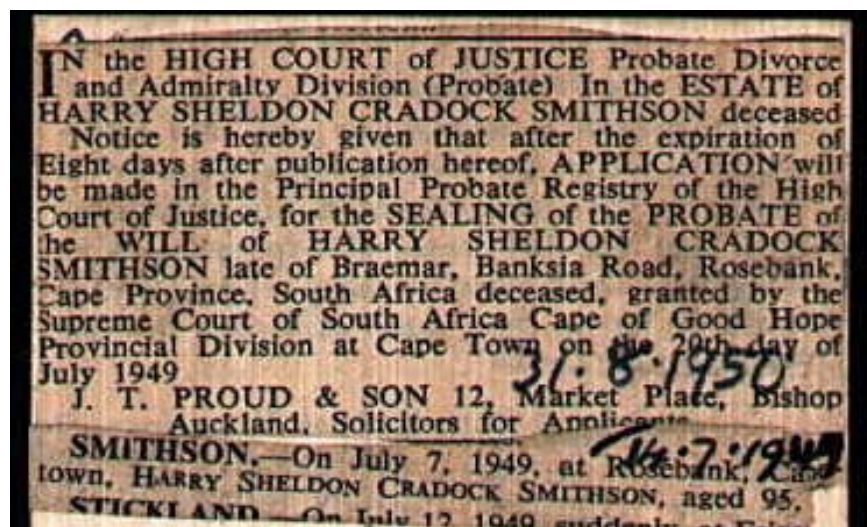 IN the HIGH COURT of JUSTICE Probate Divorce
and Admiralty Division (Probate) In the ESTATE of
HARRY SHELDON CRADOCK SMITHSON deceased
Notice is hereby given that after the expiration of
Eight days after publication hereof, APPLICATION will
be made in the Principal Probate Registry of the High
Court of Justice, for the SEALING of the PROBATE of
the WILL of HARRY SHELDON CRADOCK
SMITHSON late of Braemar, Banksia Road, Rosebank,
Cape Province, South Africa deceased, granted by the
Supreme Court of South Africa Cape of Good Hope
Provincial Division at Cape Town on the 20th day of
July 1949
31.8.1950
J. T. PROUD & SON 12, Market Place, Bishop
Auckland, Solicitors for Applicants
SMITHSON.—On July 7, 1949, at Rosebank, Cape-
town, HARRY SHELDON CRADOCK SMITHSON, aged 95.
STICKLAND.—On July 12, 1949, suddenly